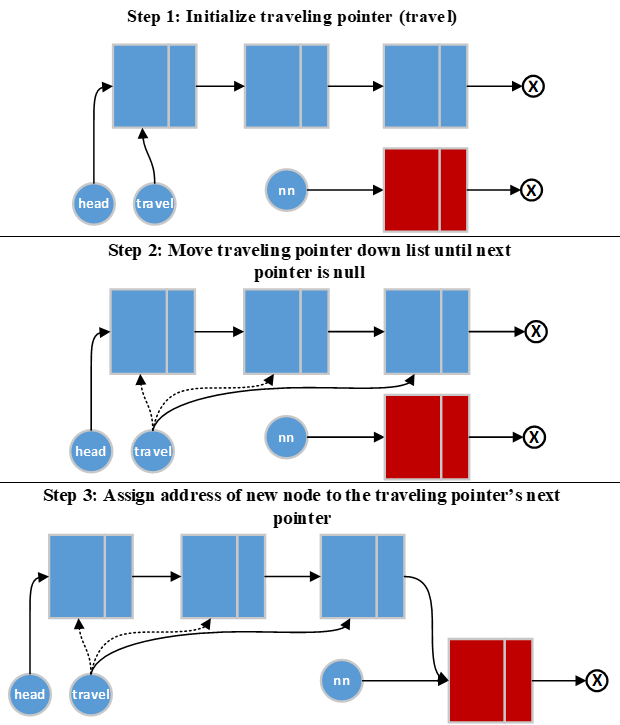 Step 1: Initialize traveling pointer (travel)
X
head
travel
nn
X
Step 2: Move traveling pointer down list until next
pointer is null
X
head
travel
nn
X
Step 3: Assign address of new node to the traveling pointer’s next
pointer
head
travel
nn
X